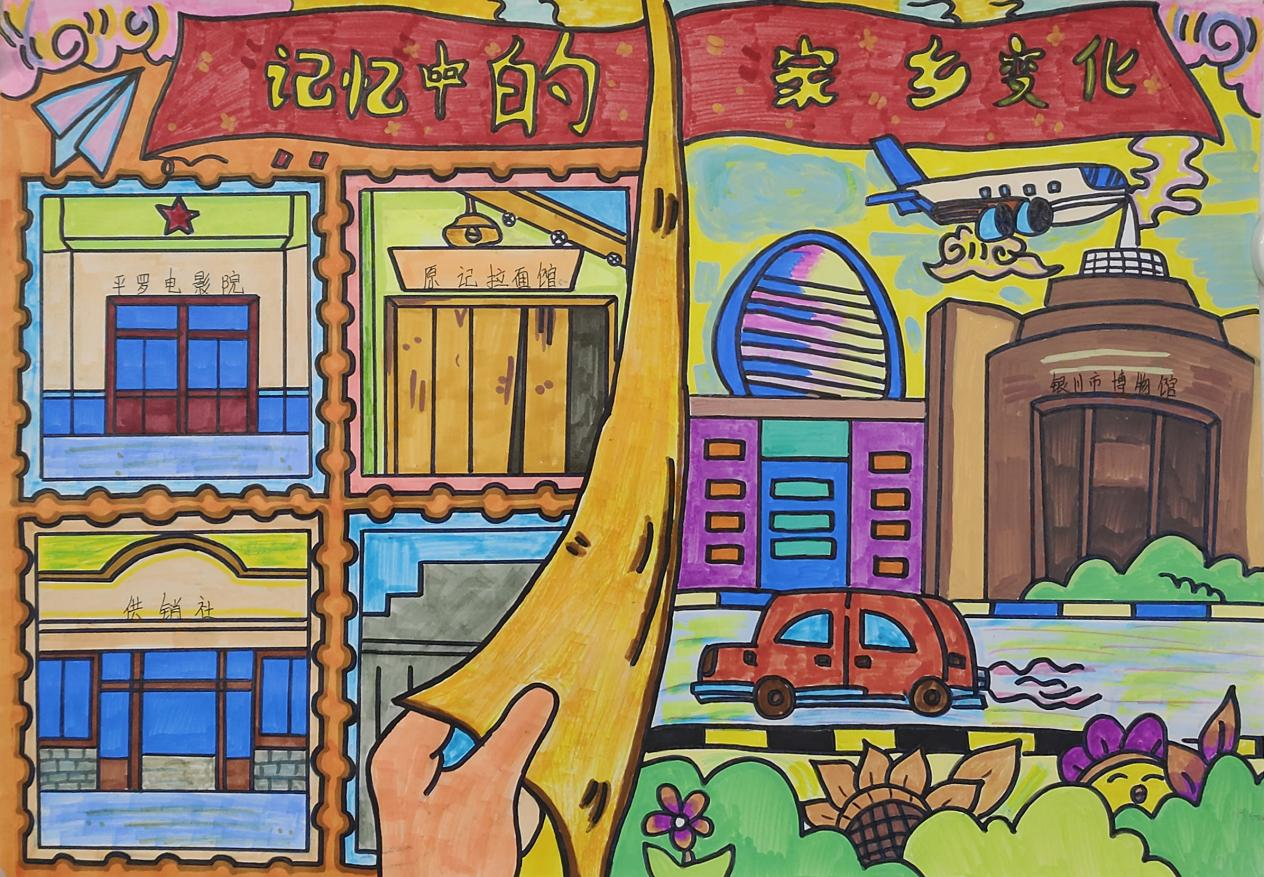 记忆中的 家乡变化
平罗电影院
原记拉面馆
供销社
银川市博物馆